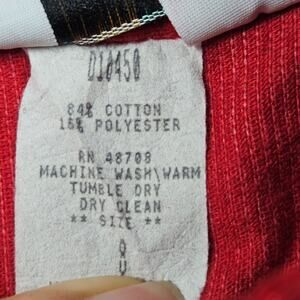 D10450
84% COTTON
16% POLYESTER
RN 48708
MACHINE WASH\WARM
TUMBLE DRY
DRY CLEAN
** SIZE **